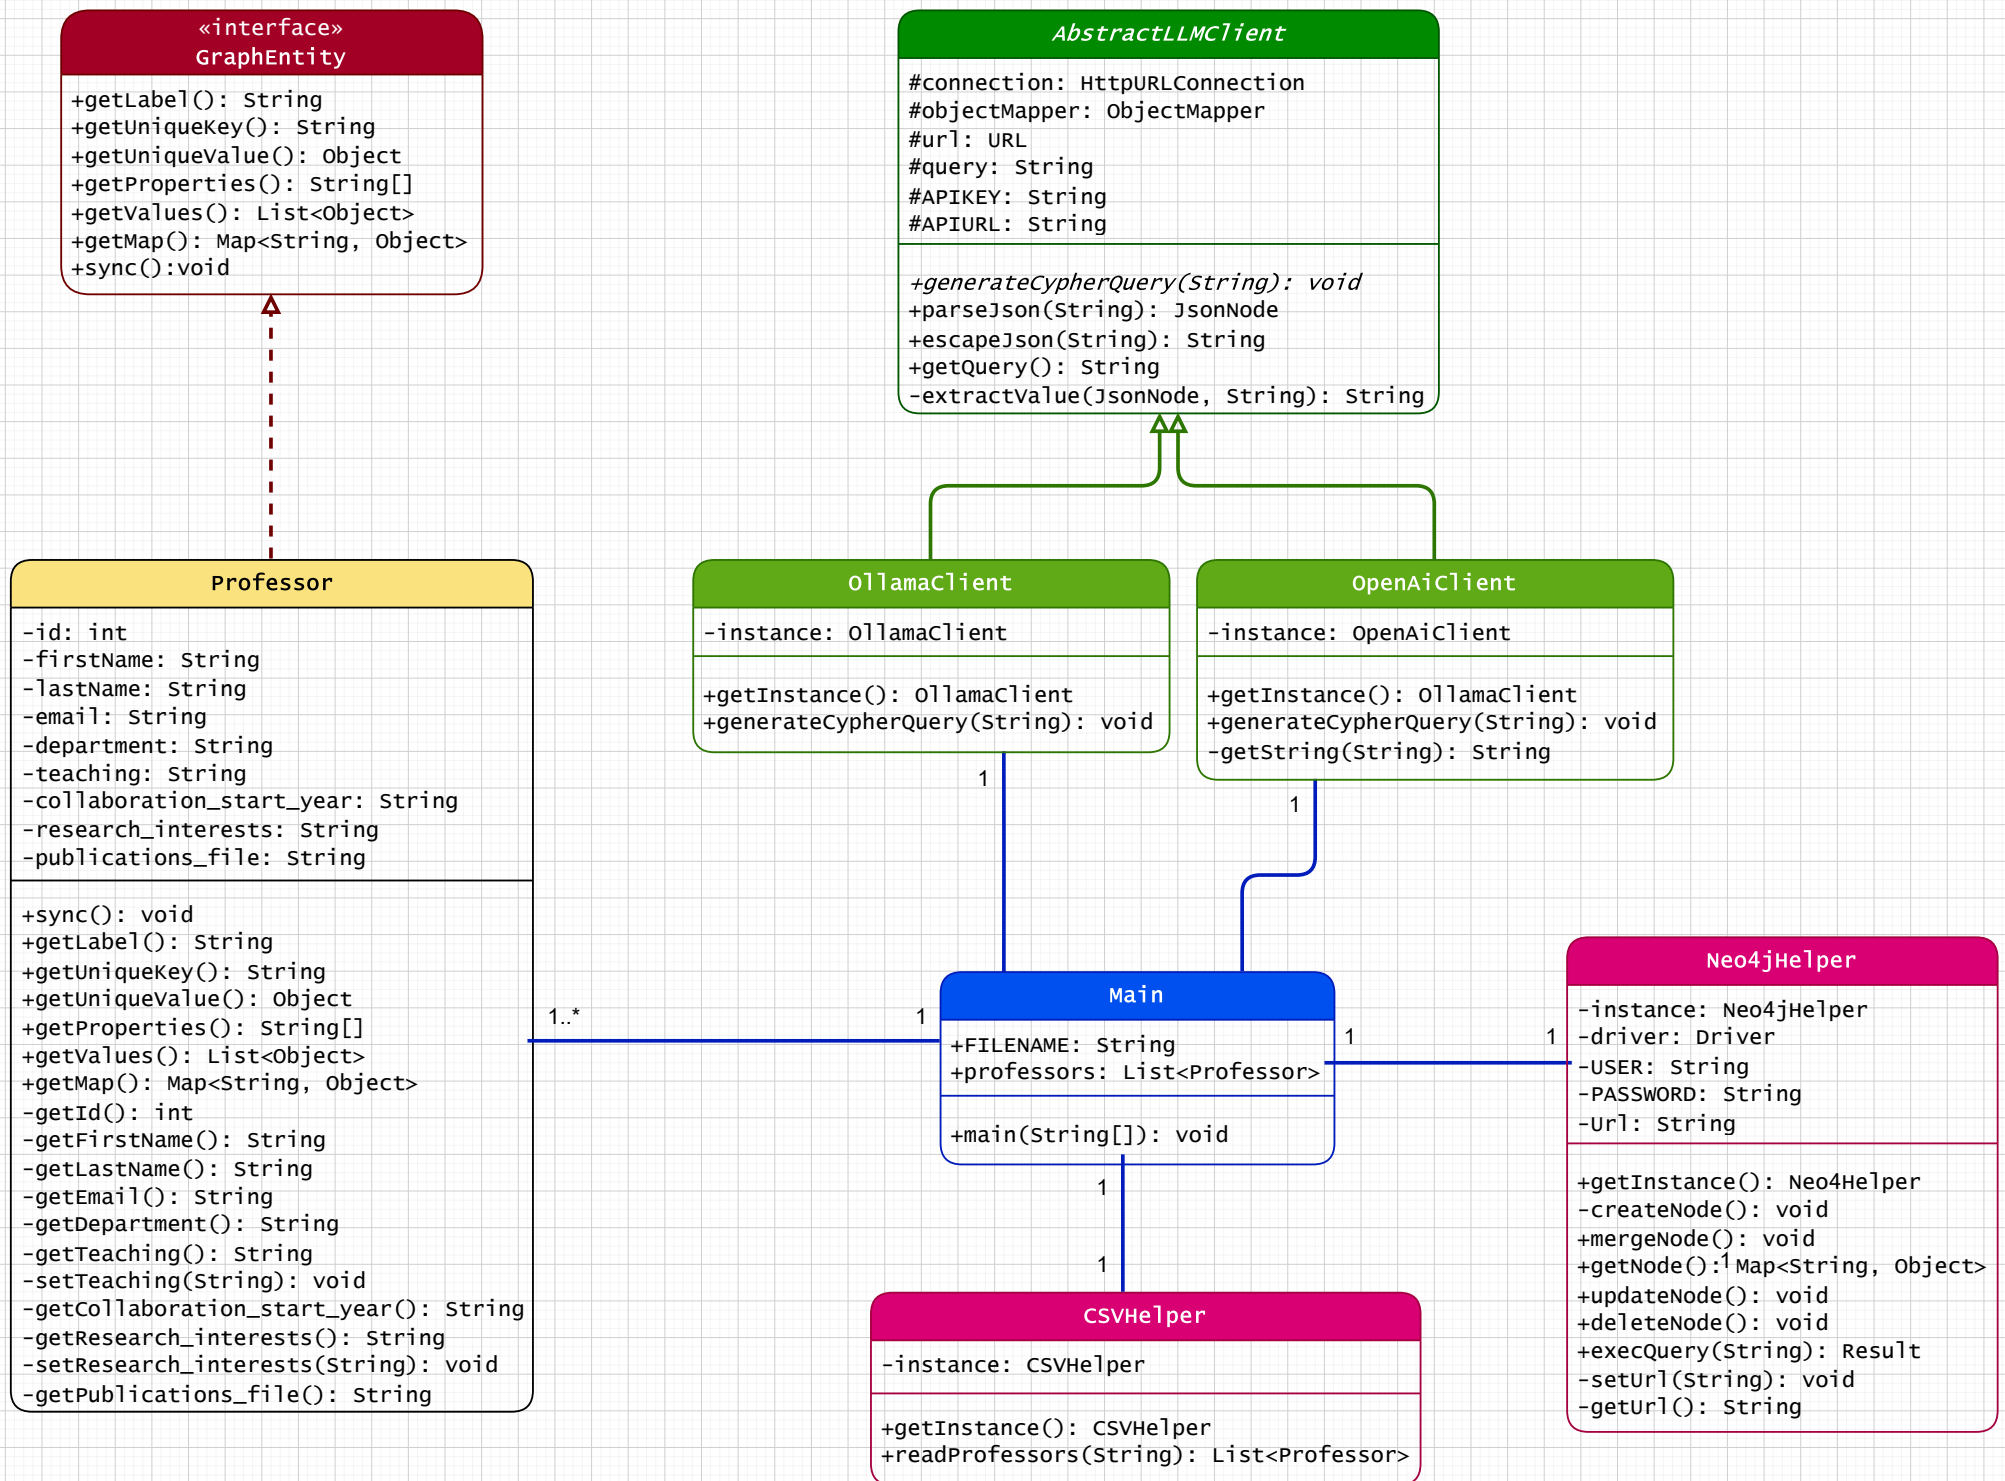 «interface»
GraphEntity
+getLabel(): String
+getUniqueKey(): String
+getUniqueValue(): Object
+getProperties(): String[]
+getValues(): List<Object>
+getMap(): Map<String, Object>
+sync():void
AbstractLLMClient
#connection: HttpURLConnection
#objectMapper: ObjectMapper
#url: URL
#query: String
#APIKEY: String
#APIURL: String
+generateCypherQuery(String): void
+parseJson(String): JsonNode
+escapeJson(String): String
+getQuery(): String
-extractValue(JsonNode, String): String
Professor
-id: int
-firstName: String
-lastName: String
-email: String
-department: String
-teaching: String
-collaboration_start_year: String
-research_interests: String
-publications_file: String
+sync(): void
+getLabel(): String
+getUniqueKey(): String
+getUniqueValue(): Object
+getProperties(): String[]
+getValues(): List<Object>
+getMap(): Map<String, Object>
-getId(): int
-getFirstName(): String
-getLastName(): String
-getEmail(): String
-getDepartment(): String
-getTeaching(): String
-setTeaching(String): void
-getCollaboration_start_year(): String
-getResearch_interests(): String
-setResearch_interests(String): void
-getPublications_file(): String
OllamaClient
-instance: OllamaClient
+getInstance(): OllamaClient
+generateCypherQuery(String): void
1
OpenAiClient
-instance: OpenAiClient
+getInstance(): OllamaClient
+generateCypherQuery(String): void
-getString(String): String
1
1..*
1
Main
+FILENAME: String
+professors: List<Professor>
+main(String[]): void
1
1
1
1
Neo4jHelper
-instance: Neo4jHelper
-driver: Driver
-USER: String
-PASSWORD: String
-Url: String
+getInstance(): Neo4Helper
-createNode(): void
+mergeNode(): void
+getNode(): Map<String, Object>
1
+updateNode(): void
+deleteNode(): void
+execQuery(String): Result
-setUrl(String): void
-getUrl(): String
CSVHelper
-instance: CSVHelper
+getInstance(): CSVHelper
+readProfessors(String): List<Professor>